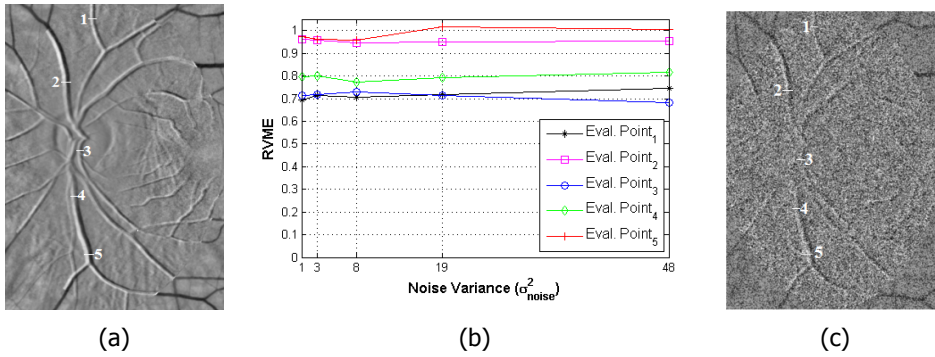 1
2
3
4
5
(a)
RVME
1
0.9
0.8
0.7
0.6
0.5
0.4
0.3
0.2
0.1
0
1 3 8 19 48
Noise Variance (σ²noise)
Eval. Point1
Eval. Point2
Eval. Point3
Eval. Point4
Eval. Point5
(b)
1
2
3
4
5
(c)